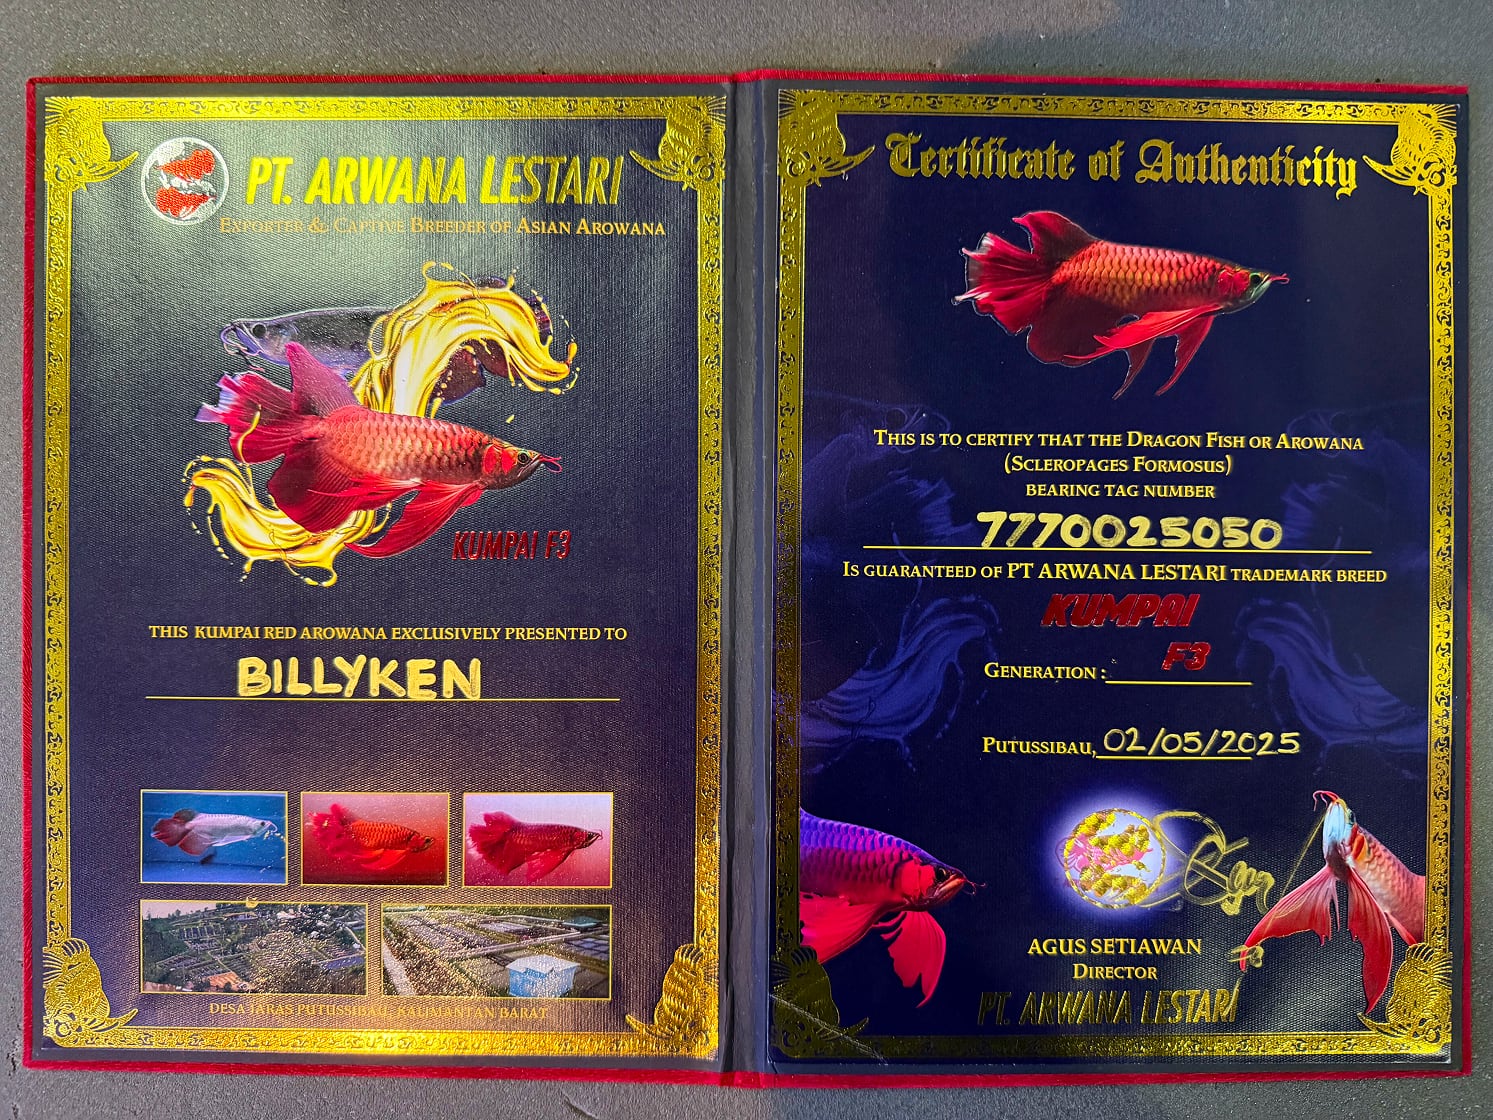 PT. ARWANA LESTARI
EXPORTER & CAPTIVE BREEDER OF ASIAN AROWANA
KUMPAI F3
THIS KUMPAI RED AROWANA EXCLUSIVELY PRESENTED TO
BILLYKEN
DESA JARAS PUTUSSIBAU, KALIMANTAN BARAT
Certificate of Authenticity
THIS IS TO CERTIFY THAT THE DRAGON FISH OR AROWANA
(SCLEROPAGES FORMOSUS)
BEARING TAG NUMBER
7770025050
IS GUARANTEED OF PT ARWANA LESTARI TRADEMARK BREED
KUMPAI
F3
GENERATION :
PUTUSSIBAU, 02/05/2025
AGUS SETIAWAN
DIRECTOR
PT. ARWANA LESTARI